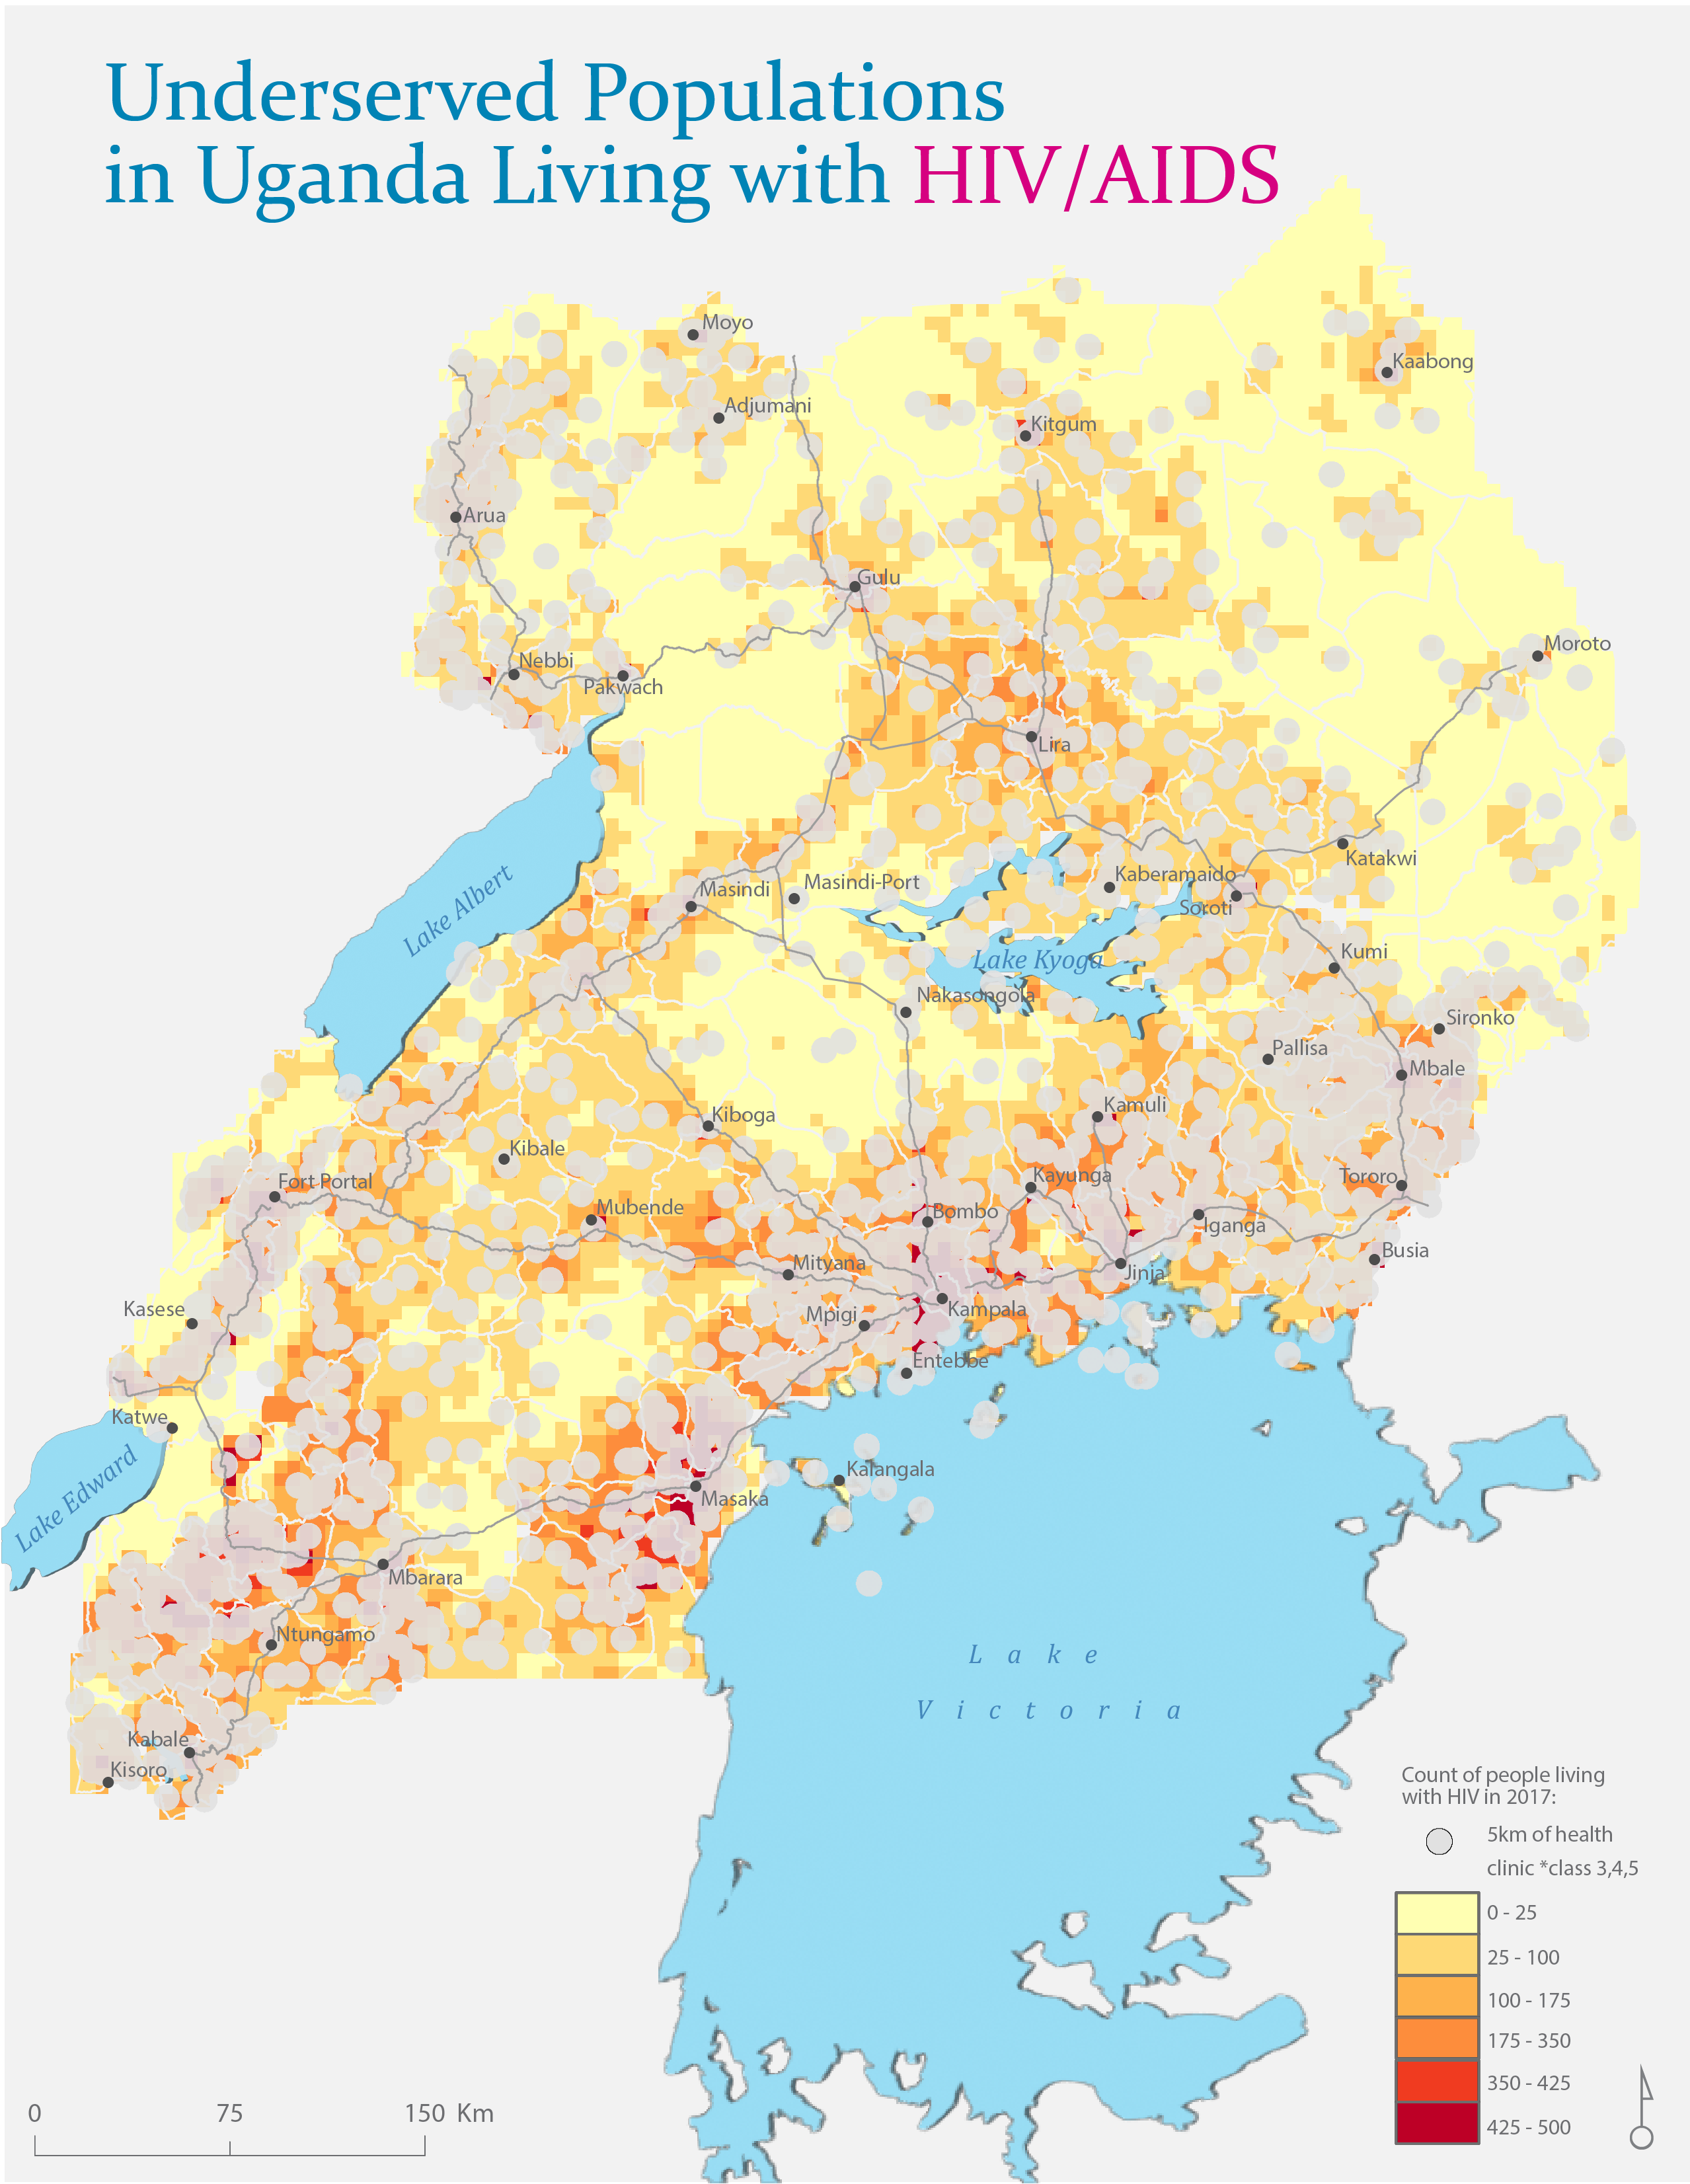 Underserved Populations
in Uganda Living with HIV/AIDS
Moyo
Kaabong
Adjumani
Kitgum
Arua
Gulu
Moroto
Nebbi
Pakwach
Lira
Katakwi
Lake Albert
Masindi
Masindi-Port
Kaberamaido
Soroti
Kumi
Lake Kyoga
Nakasongola
Sironko
Pallisa
Mbale
Kiboga
Kamuli
Kibale
Fort Portal
Kayunga
Tororo
Mubende
Bombo
Iganga
Busia
Mityana
Jinja
Kasese
Mpigi
Kampala
Entebbe
Katwe
Lake Edward
Kalangala
Masaka
Mbarara
Ntungamo
Lake
Victoria
Kabale
Kisoro
Count of people living
with HIV in 2017:
5km of health
clinic *class 3,4,5
0 - 25
25 - 100
100 - 175
175 - 350
350 - 425
425 - 500
0 75 150 Km